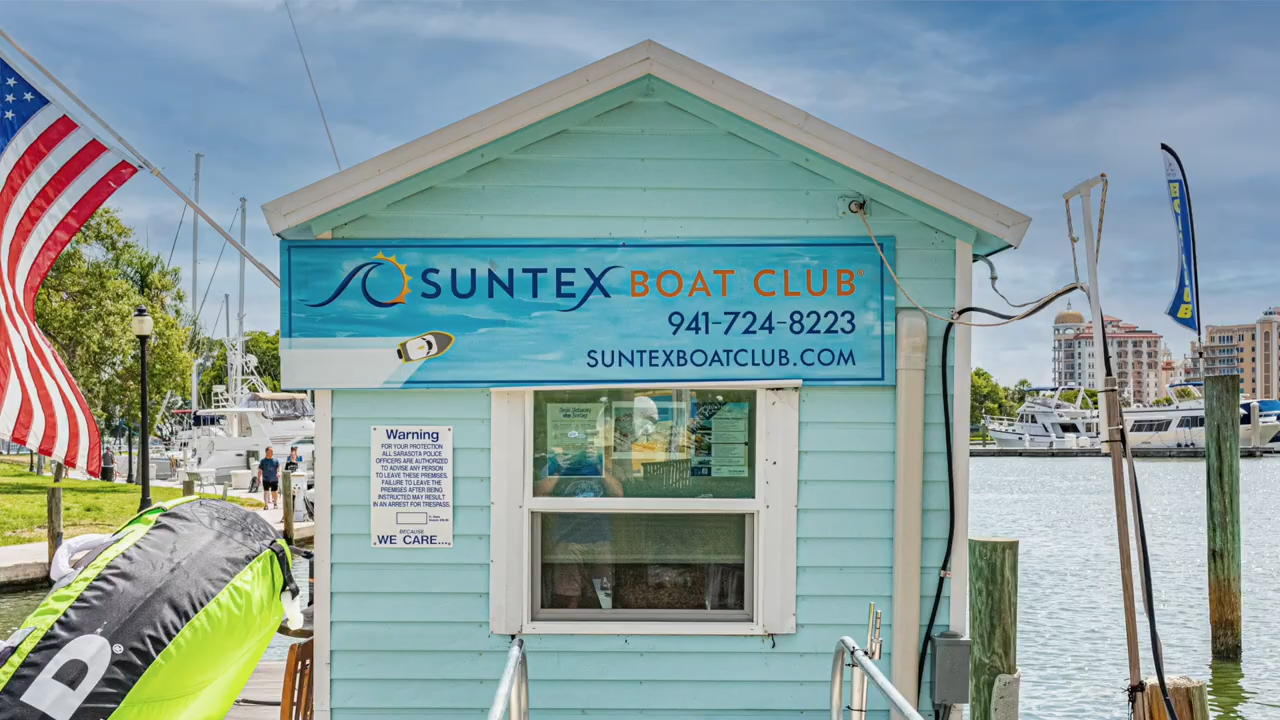 SUNTEX BOAT CLUB®
941-724-8223
SUNTEXBOATCLUB.COM
Warning
FOR YOUR PROTECTION
ALL SARASOTA POLICE
OFFICERS ARE AUTHORIZED
TO ADVISE ANY PERSON
TO LEAVE THESE PREMISES.
FAILURE TO LEAVE THE
PREMISES AFTER BEING
INSTRUCTED MAY RESULT
IN AN ARREST FOR TRESPASS.
BECAUSE
WE CARE...